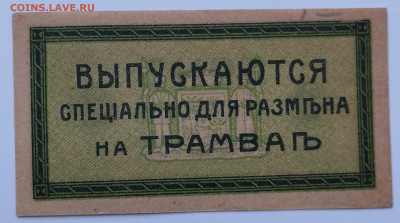 COINS.LAVE.RU
ВЫПУСКАЮТСЯ
СПЕЦІАЛЬНО ДЛЯ РАЗМѢНА
НА ТРАМВАѢ